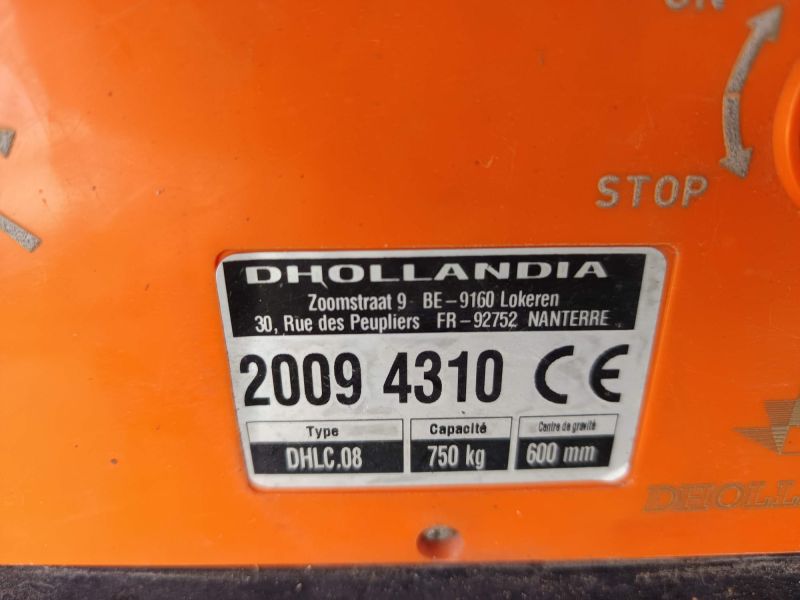 ON
STOP
DHOLLANDIA
Zoomstraat 9 BE-9160 Lokeren
30, Rue des Peupliers FR-92752 NANTERRE
2009 4310 CE
Type Capacité Centre de gravité
DHLC.08 750 kg 600 mm